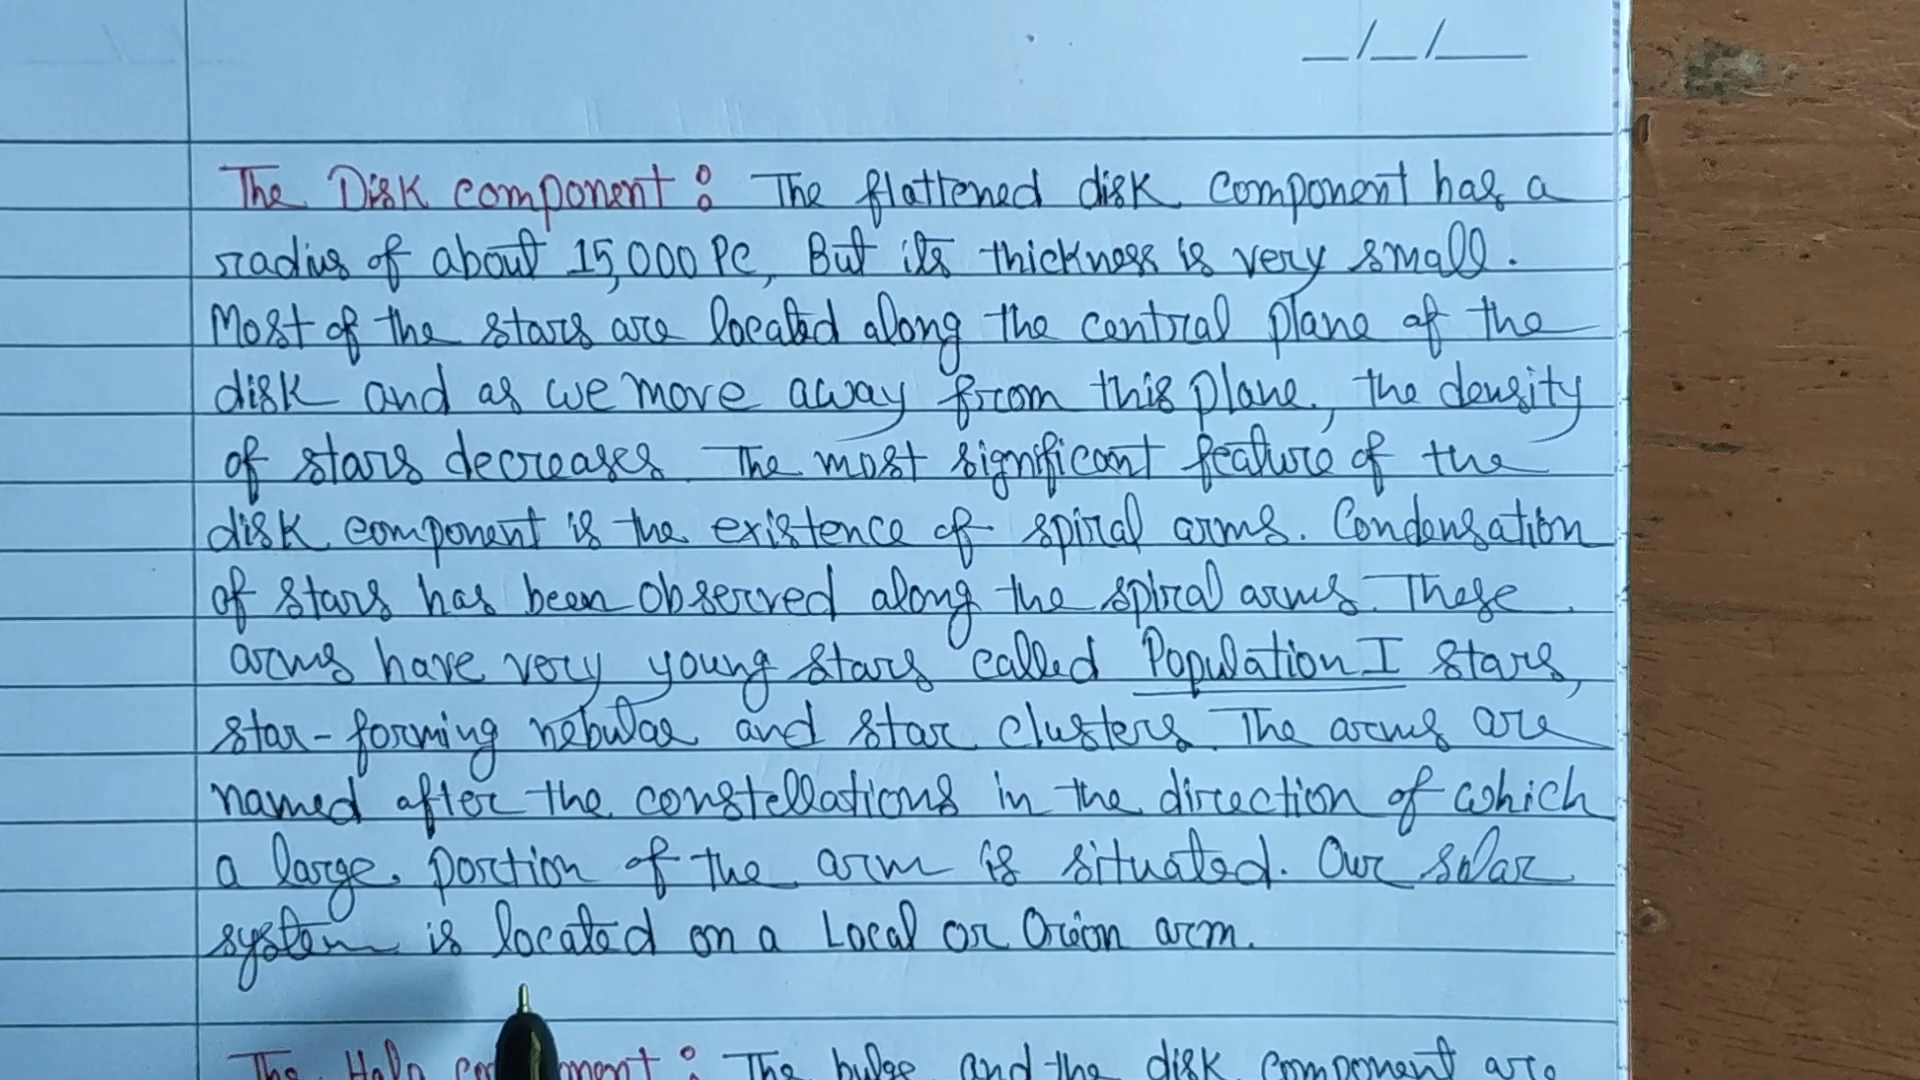 __/__/____
The Disk component : The flattened disk component has a
radius of about 15,000 PC, But its thickness is very small.
Most of the stars are located along the central plane of the
disk and as we move away from this plane, the density
of stars decreases. The most significant feature of the
disk component is the existence of spiral arms. Condensation
of stars has been observed along the spiral arms. These
arms have very young stars called Population I stars,
star-forming nebulae and star clusters. The arms are
named after the constellations in the direction of which
a large portion of the arm is situated. Our solar
system is located on a Local or Orion arm.
The Halo component : The bulge and the disk component are